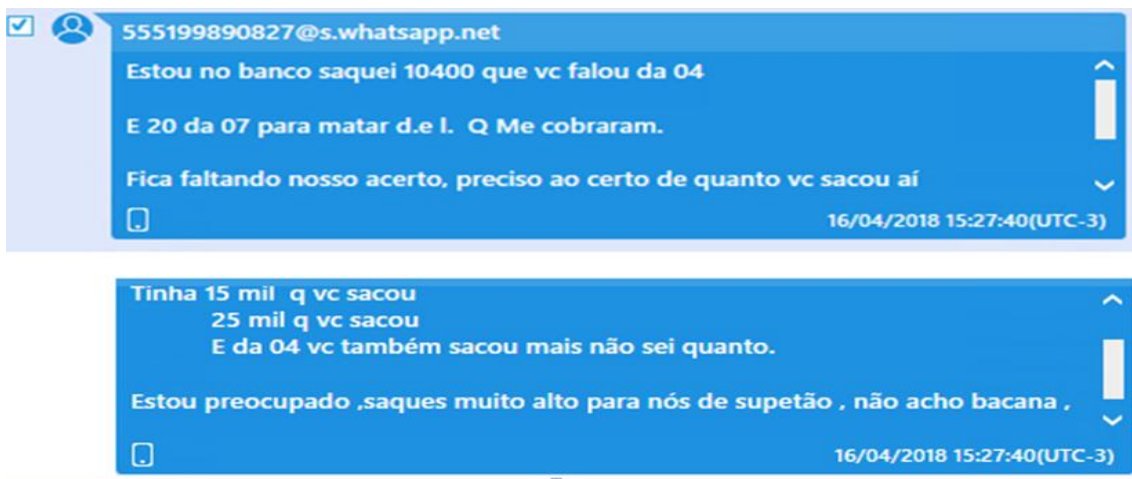 555199890827@s.whatsapp.net
Estou no banco saquei 10400 que vc falou da 04
E 20 da 07 para matar d.e l.  Q Me cobraram.
Fica faltando nosso acerto, preciso ao certo de quanto vc sacou aí
16/04/2018 15:27:40(UTC-3)
Tinha 15 mil  q vc sacou
25 mil q vc sacou
E da 04 vc também sacou mais não sei quanto.
Estou preocupado ,saques muito alto para nós de supetão , não acho bacana ,
16/04/2018 15:27:40(UTC-3)